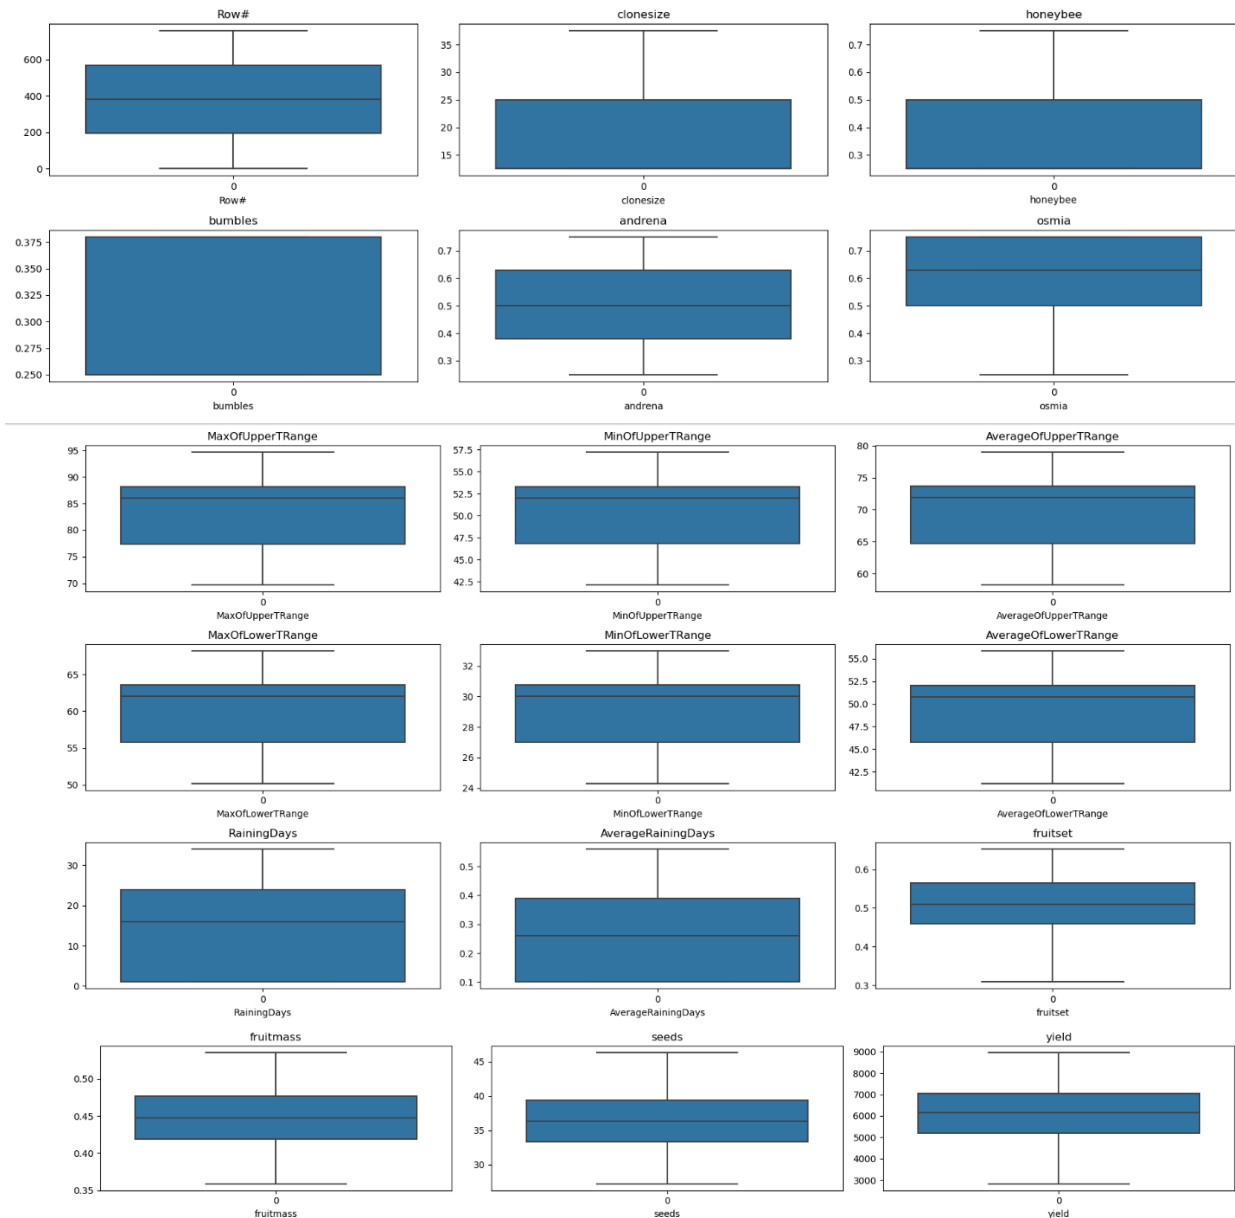 Row# clonesize honeybee
600 35 0.7
30 0.6
400 25 0.5
200 20 0.4
15 0.3
0
0 0 0
Row# clonesize honeybee
bumbles andrena osmia
0.375 0.7 0.7
0.350 0.6 0.6
0.325 0.5 0.5
0.300 0.4 0.4
0.275 0.3 0.3
0.250
0 0 0
bumbles andrena osmia
MaxOfUpperTRange MinOfUpperTRange AverageOfUpperTRange
95 57.5 80
90 55.0 75
85 52.5 70
80 50.0 65
75 47.5 60
70 45.0
42.5
0 0 0
MaxOfUpperTRange MinOfUpperTRange AverageOfUpperTRange
MaxOfLowerTRange MinOfLowerTRange AverageOfLowerTRange
65 32 55.0
60 30 52.5
55 28 50.0
50 26 47.5
24 45.0
42.5
0 0 0
MaxOfLowerTRange MinOfLowerTRange AverageOfLowerTRange
RainingDays AverageRainingDays fruitset
30 0.5 0.6
20 0.4 0.5
10 0.3 0.4
0 0.2 0.3
0.1
0 0 0
RainingDays AverageRainingDays fruitset
fruitmass seeds yield
0.50 45 9000
0.45 40 8000
0.40 35 7000
0.35 30 6000
5000
4000
3000
0 0 0
fruitmass seeds yield